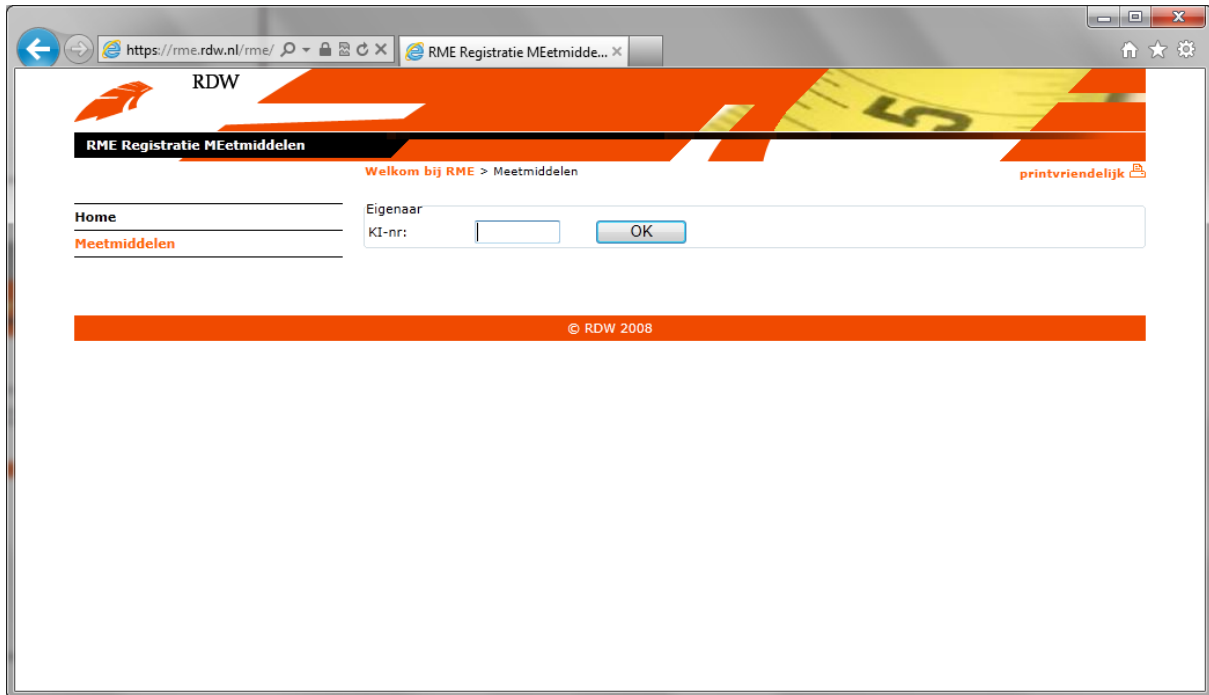 https://rme.rdw.nl/rme/
RME Registratie MEetmidde...
RDW
5
RME Registratie MEetmiddelen
Welkom bij RME > Meetmiddelen
printvriendelijk
Home
Meetmiddelen
Eigenaar
KI-nr:
OK
© RDW 2008